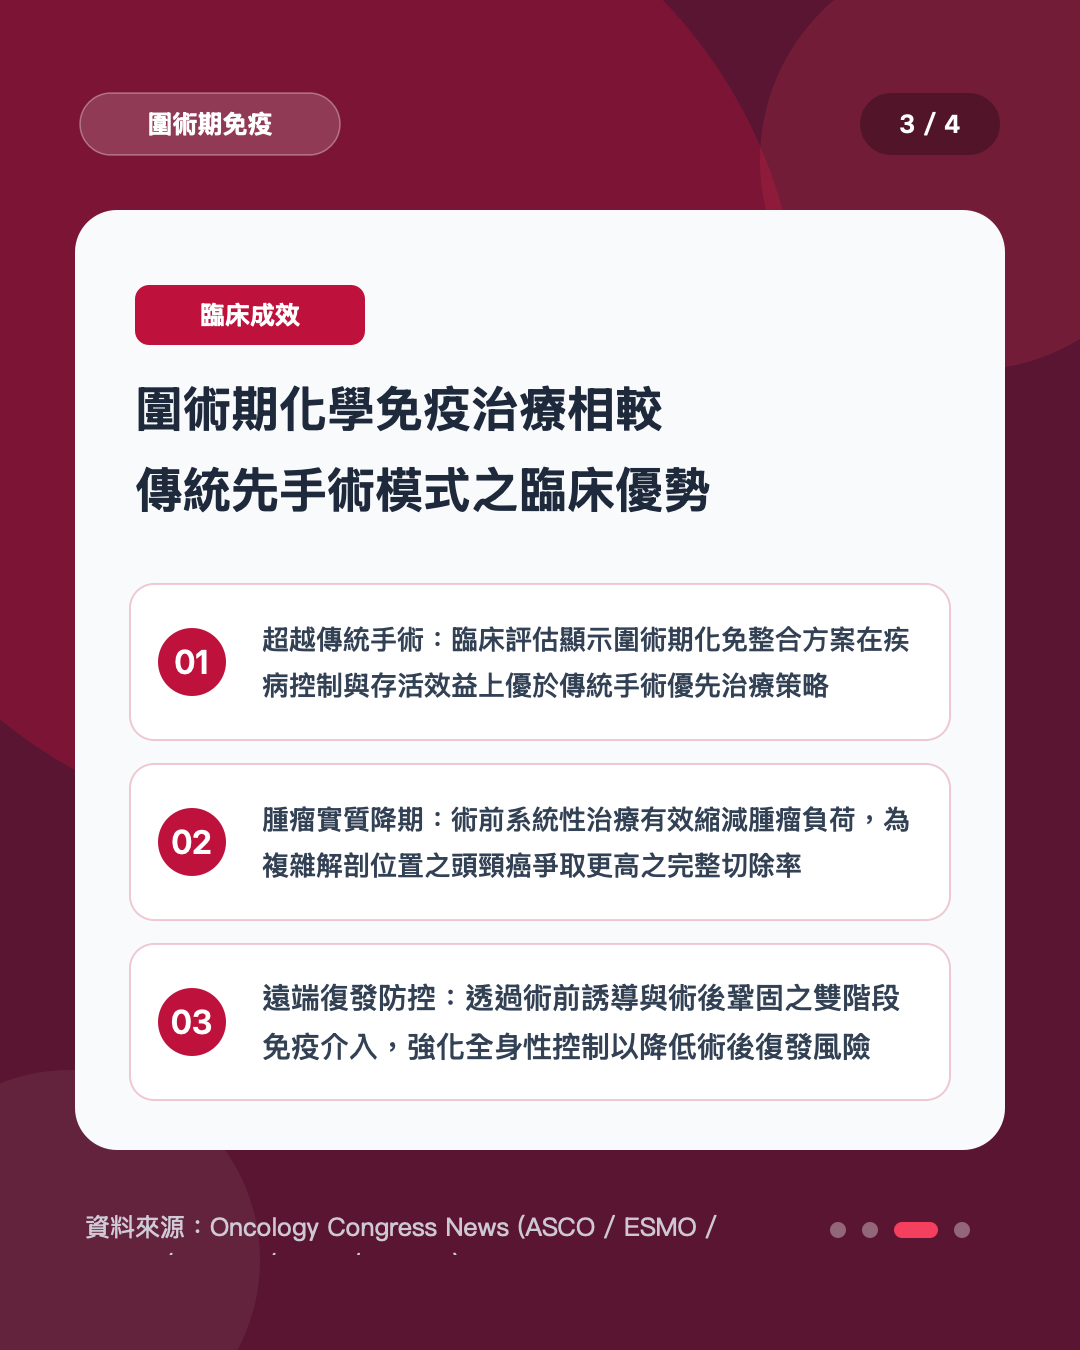 圍術期免疫
3 / 4
臨床成效
圍術期化學免疫治療相較
傳統先手術模式之臨床優勢
01
超越傳統手術：臨床評估顯示圍術期化免整合方案在疾
病控制與存活效益上優於傳統手術優先治療策略
02
腫瘤實質降期：術前系統性治療有效縮減腫瘤負荷，為
複雜解剖位置之頭頸癌爭取更高之完整切除率
03
遠端復發防控：透過術前誘導與術後鞏固之雙階段
免疫介入，強化全身性控制以降低術後復發風險
資料來源：Oncology Congress News (ASCO / ESMO /